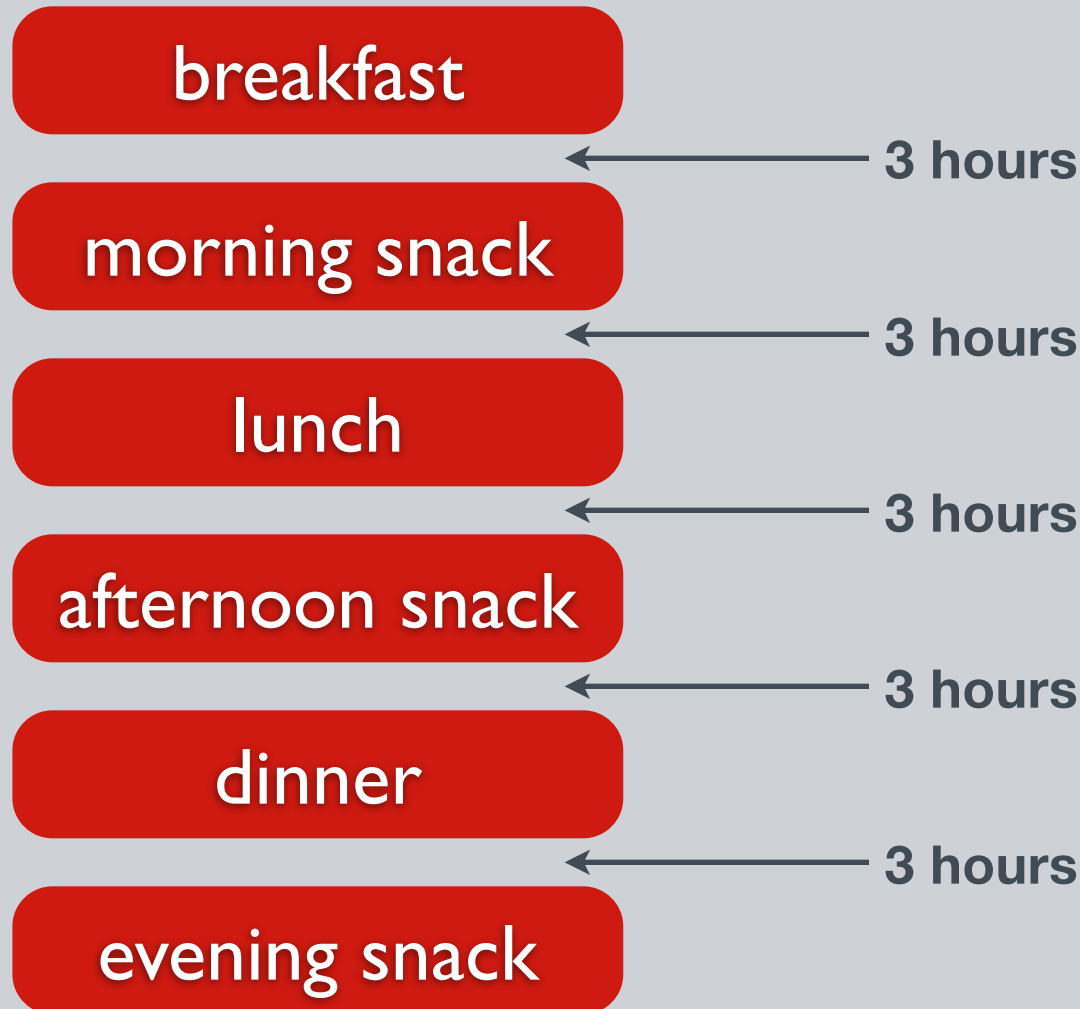 breakfast
3 hours
morning snack
3 hours
lunch
3 hours
afternoon snack
3 hours
dinner
3 hours
evening snack